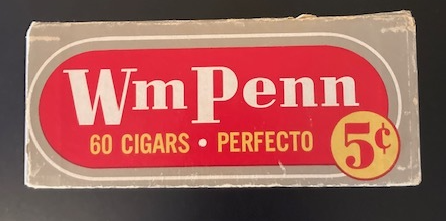 Wm Penn
60 CIGARS • PERFECTO
5¢